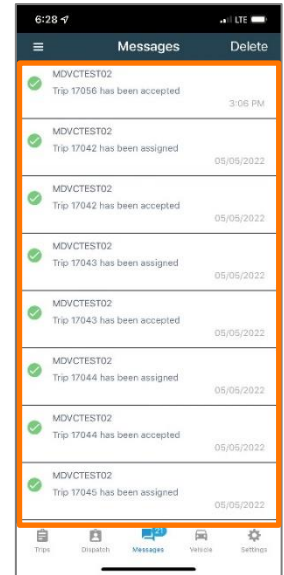 6:28
LTE
Messages
Delete
MDVCTEST02
Trip 17056 has been accepted
3:06 PM
MDVCTEST02
Trip 17042 has been assigned
05/05/2022
MDVCTEST02
Trip 17042 has been accepted
05/05/2022
MDVCTEST02
Trip 17043 has been assigned
05/05/2022
MDVCTEST02
Trip 17043 has been accepted
05/05/2022
MDVCTEST02
Trip 17044 has been assigned
05/05/2022
MDVCTEST02
Trip 17044 has been accepted
05/05/2022
MDVCTEST02
Trip 17045 has been assigned
05/05/2022
Trips
Dispatch
Messages
Vehicle
Settings